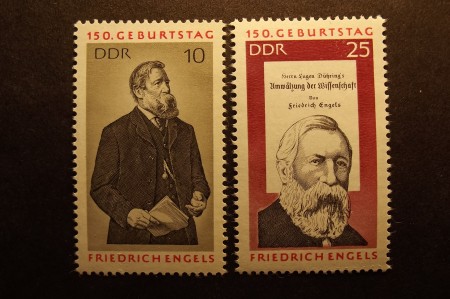 150. GEBURTSTAG
DDR 10
FRIEDRICH ENGELS
150. GEBURTSTAG
DDR 25
Herrn Eugen Dühring's
Umwälzung der Wissenschaft
Von
Friedrich Engels
FRIEDRICH ENGELS